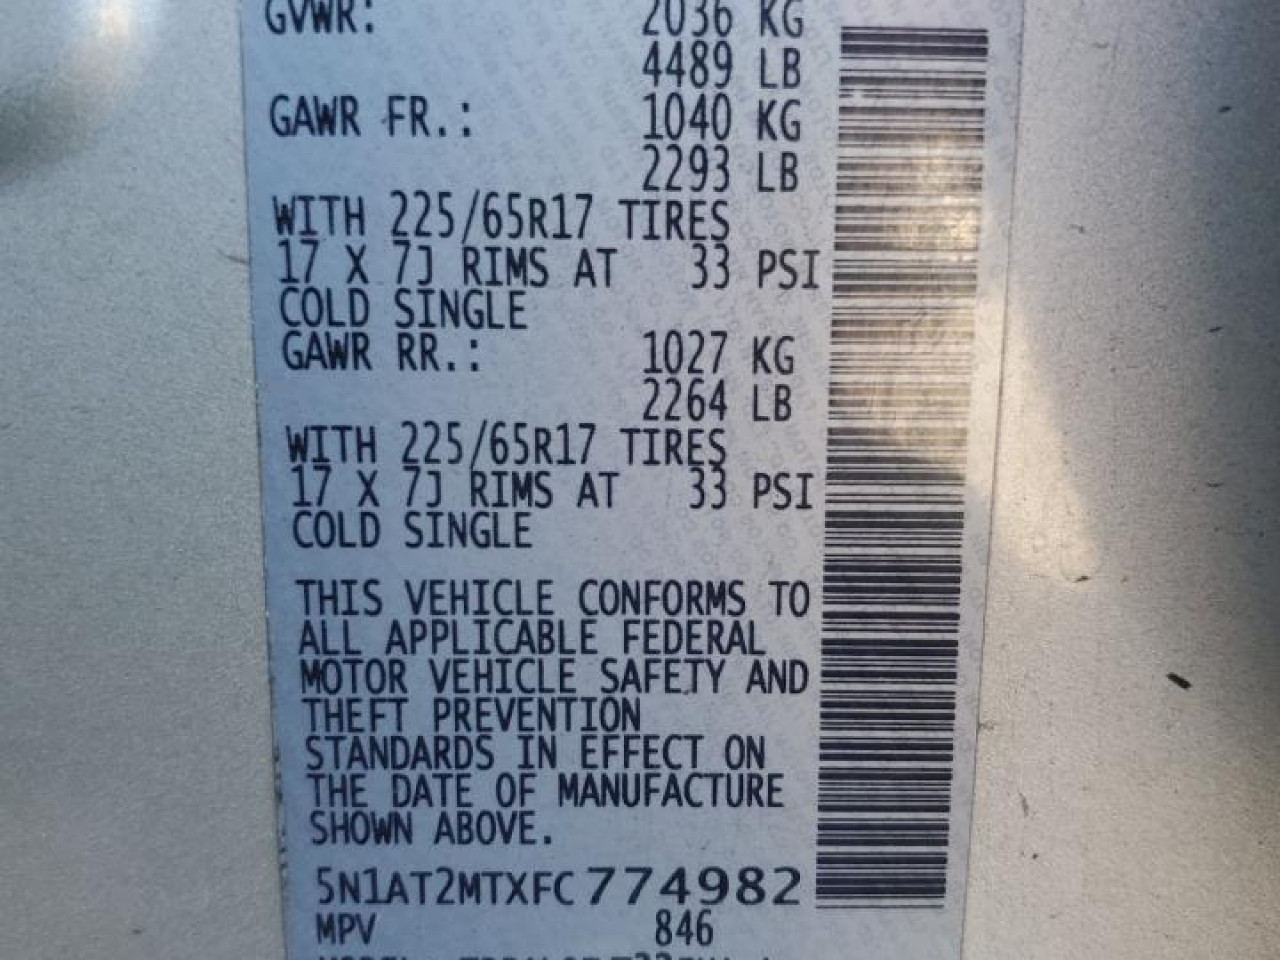 GVWR: 2036 KG
4489 LB
GAWR FR.: 1040 KG
2293 LB
WITH 225/65R17 TIRES
17 X 7J RIMS AT 33 PSI
COLD SINGLE
GAWR RR.: 1027 KG
2264 LB
WITH 225/65R17 TIRES
17 X 7J RIMS AT 33 PSI
COLD SINGLE
THIS VEHICLE CONFORMS TO
ALL APPLICABLE FEDERAL
MOTOR VEHICLE SAFETY AND
THEFT PREVENTION
STANDARDS IN EFFECT ON
THE DATE OF MANUFACTURE
SHOWN ABOVE.
5N1AT2MTXFC774982
MPV 846